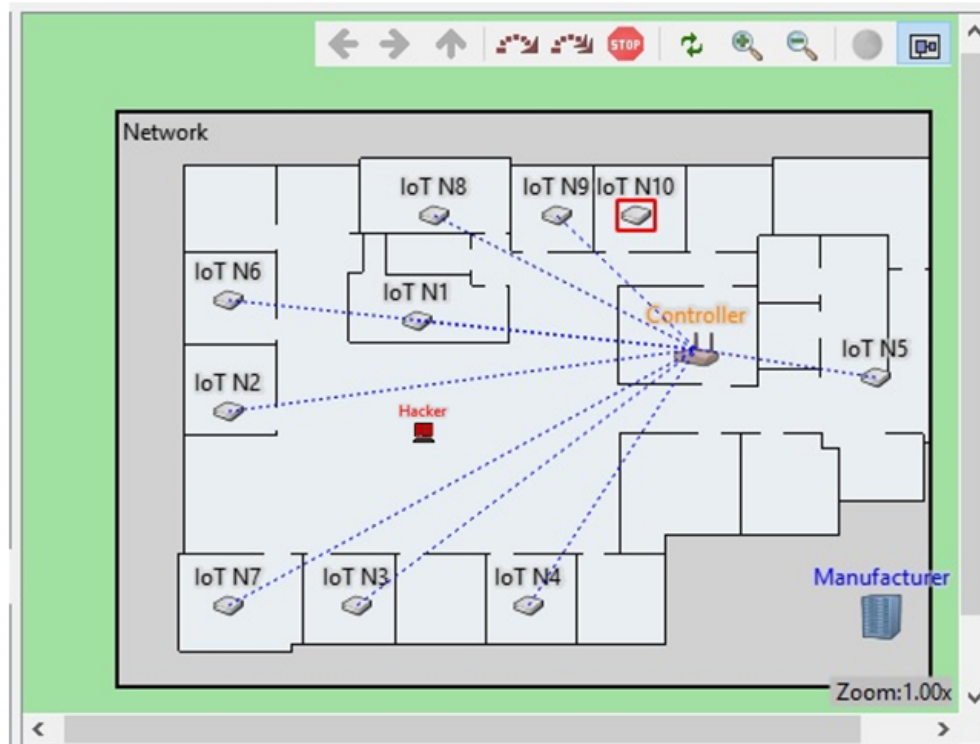 STOP
Network
IoT N8
IoT N9
IoT N10
IoT N6
IoT N1
Controller
IoT N5
IoT N2
Hacker
IoT N7
IoT N3
IoT N4
Manufacturer
Zoom:1.00x